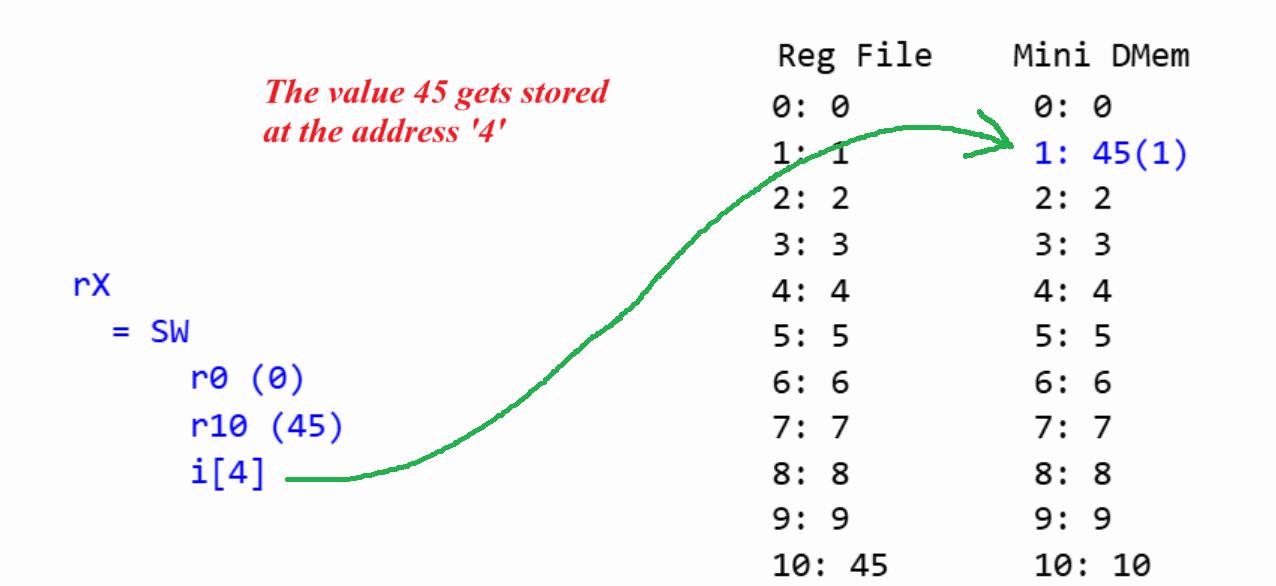 The value 45 gets stored
at the address '4'
rX
= SW
r0 (0)
r10 (45)
i[4]
Reg File
0: 0
1: 1
2: 2
3: 3
4: 4
5: 5
6: 6
7: 7
8: 8
9: 9
10: 45
Mini DMem
0: 0
1: 45(1)
2: 2
3: 3
4: 4
5: 5
6: 6
7: 7
8: 8
9: 9
10: 10